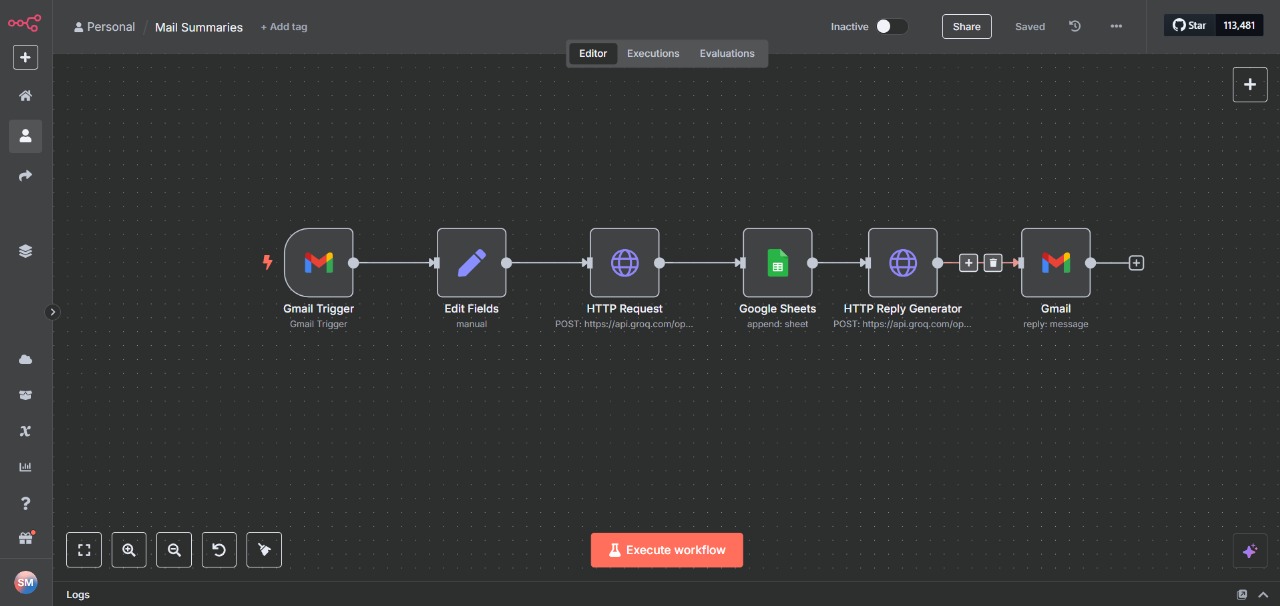 Personal / Mail Summaries + Add tag
Inactive
Share
Saved
Star 113,481
Editor Executions Evaluations
Gmail Trigger
Gmail Trigger
Edit Fields
manual
HTTP Request
POST: https://api.groq.com/op...
Google Sheets
append: sheet
HTTP Reply Generator
POST: https://api.groq.com/op...
Gmail
reply: message
Execute workflow
SM
Logs